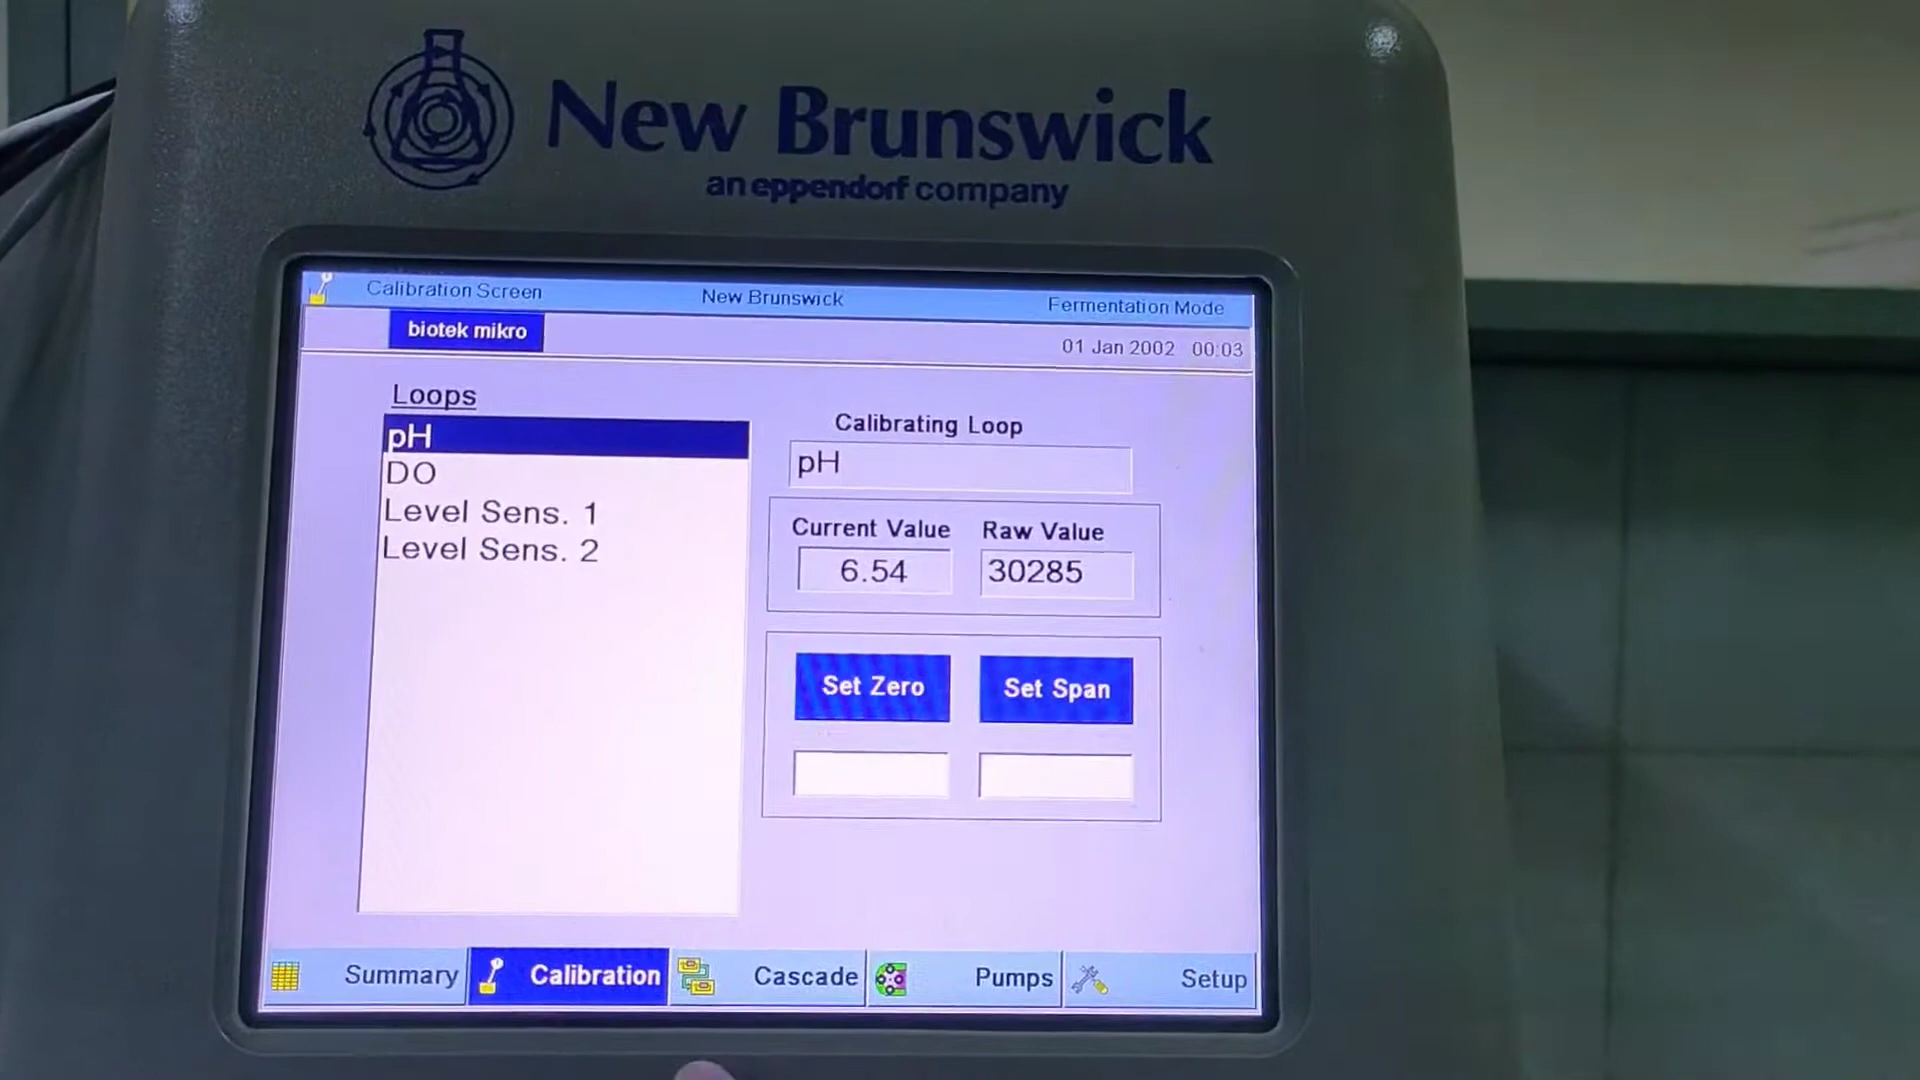 New Brunswick
an eppendorf company
Calibration Screen New Brunswick Fermentation Mode
biotek mikro 01 Jan 2002 00:03
Loops
pH
DO
Level Sens. 1
Level Sens. 2
Calibrating Loop
pH
Current Value Raw Value
6.54 30285
Set Zero Set Span
Summary Calibration Cascade Pumps Setup